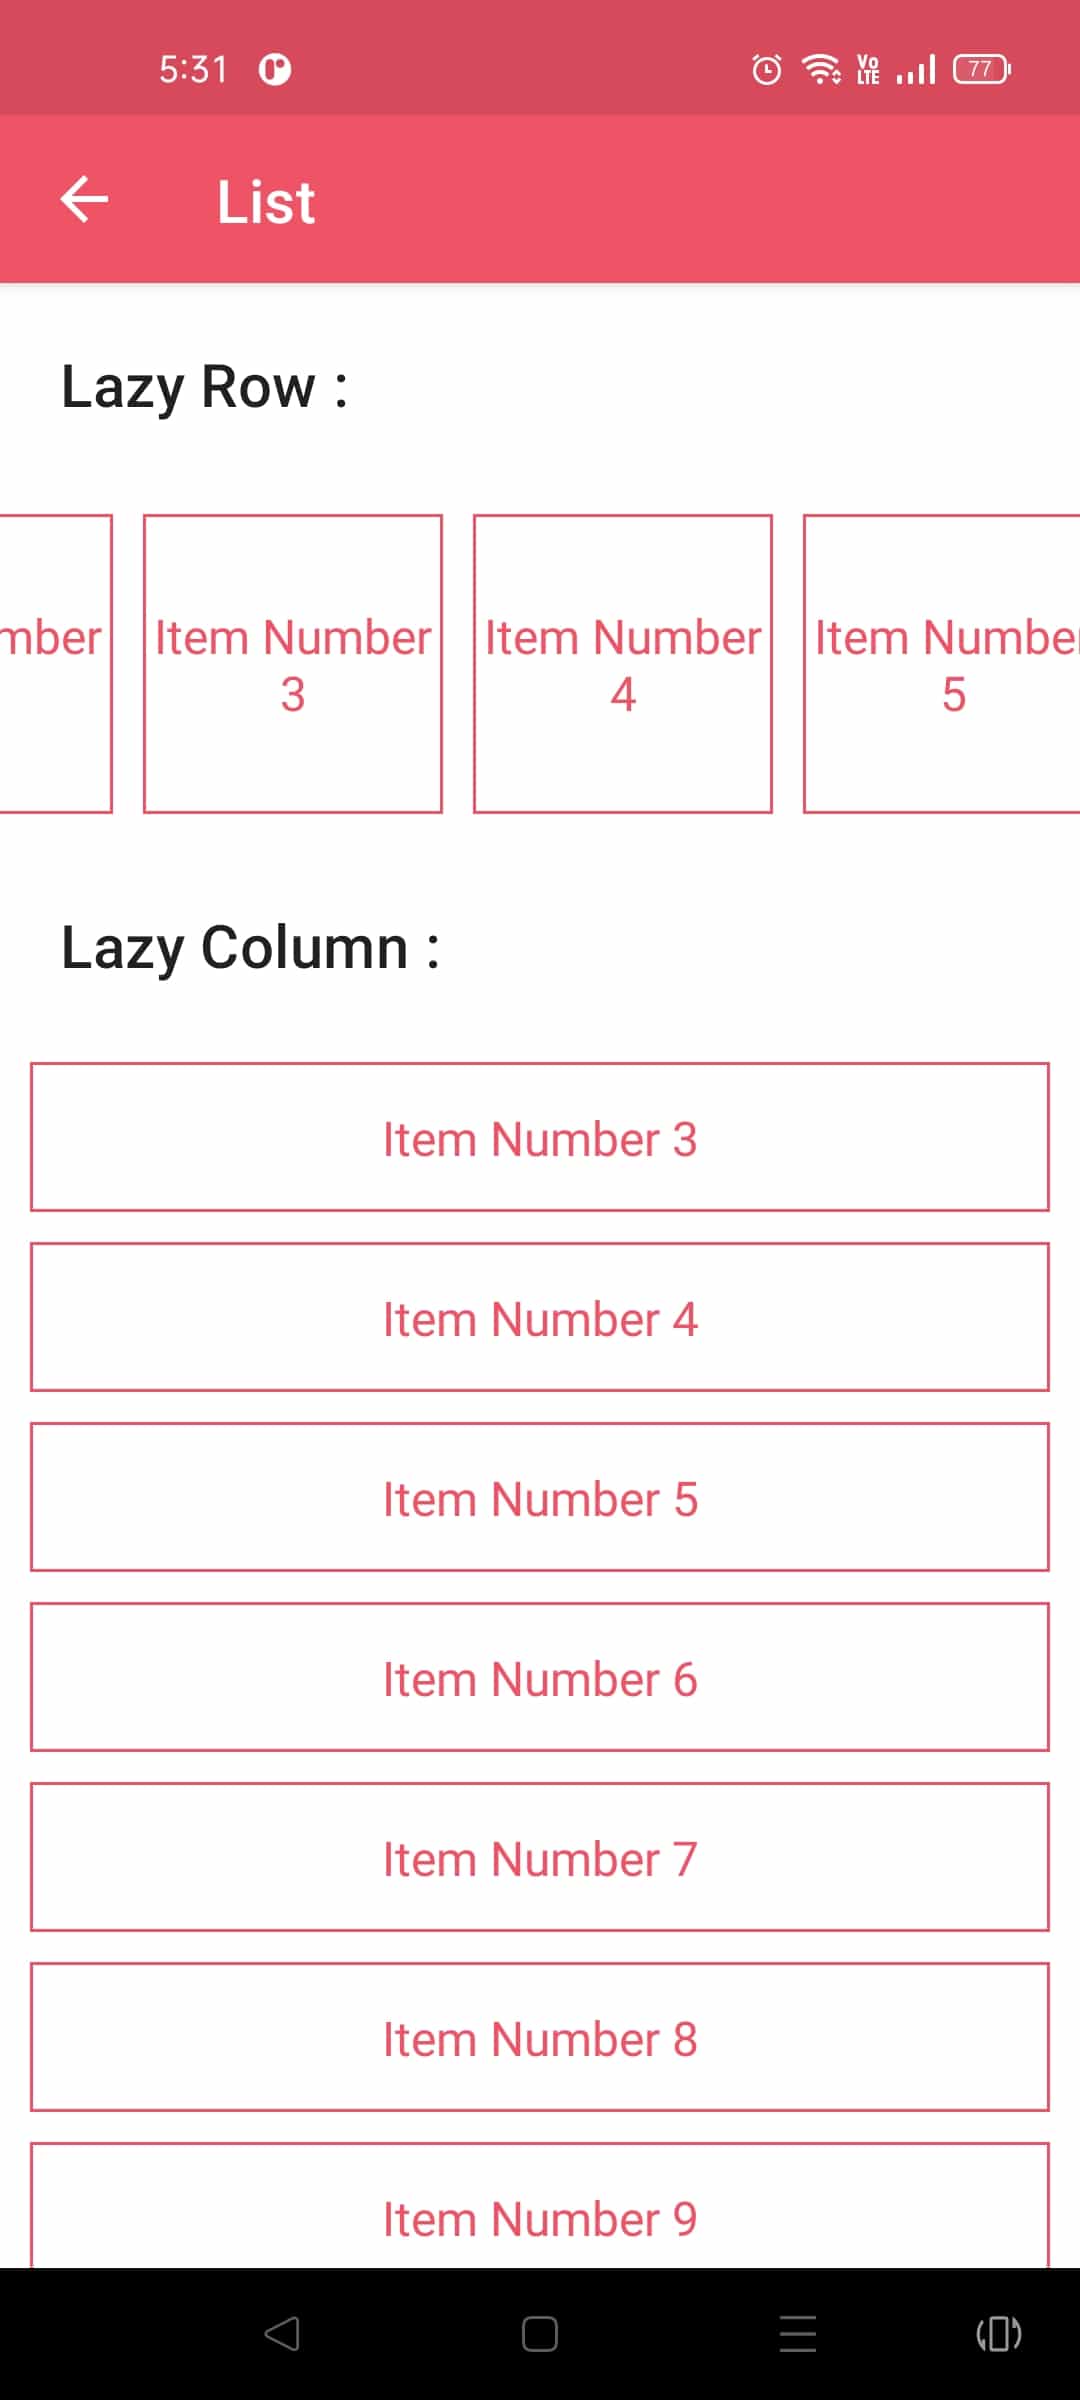 5:31
Vo LTE
77
List
Lazy Row :
mber
Item Number
3
Item Number
4
Item Numbe
5
Lazy Column :
Item Number 3
Item Number 4
Item Number 5
Item Number 6
Item Number 7
Item Number 8
Item Number 9